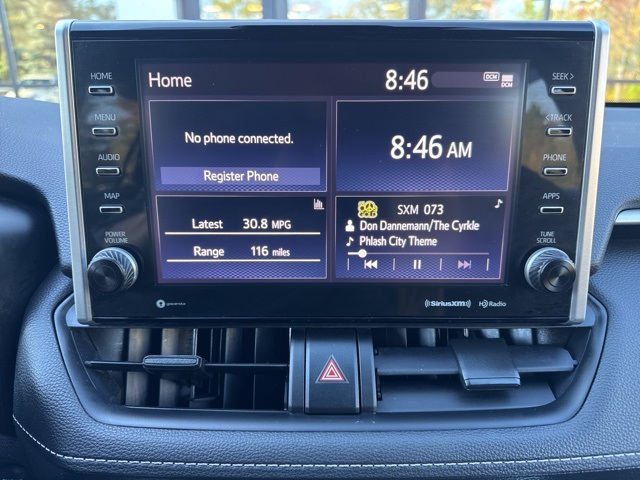 Home
8:46
DCM
DCM
No phone connected.
Register Phone
8:46 AM
Latest 30.8 MPG
Range 116 miles
SXM 073
Don Dannemann/The Cyrkle
Phlash City Theme
HOME
MENU
AUDIO
MAP
POWER
VOLUME
SEEK >
< TRACK
PHONE
APPS
TUNE
SCROLL
((SiriusXM))
HD Radio